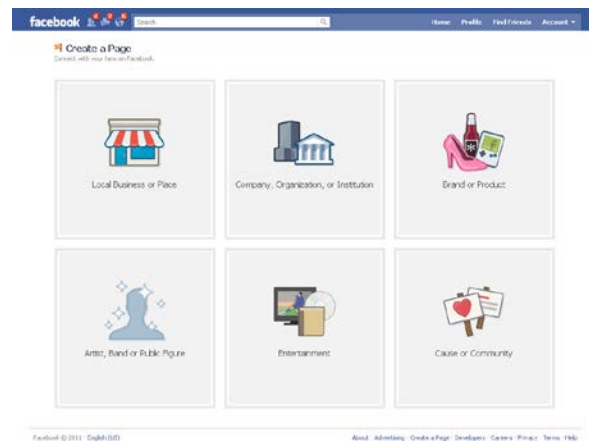 facebook Search Home Profile Find Friends Account
Create a Page
Connect with your fans on Facebook.
Local Business or Place Company, Organization, or Institution Brand or Product
Artist, Band or Public Figure Entertainment Cause or Community
Facebook © 2011 English (US) About Advertising Create a Page Developers Careers Privacy Terms Help